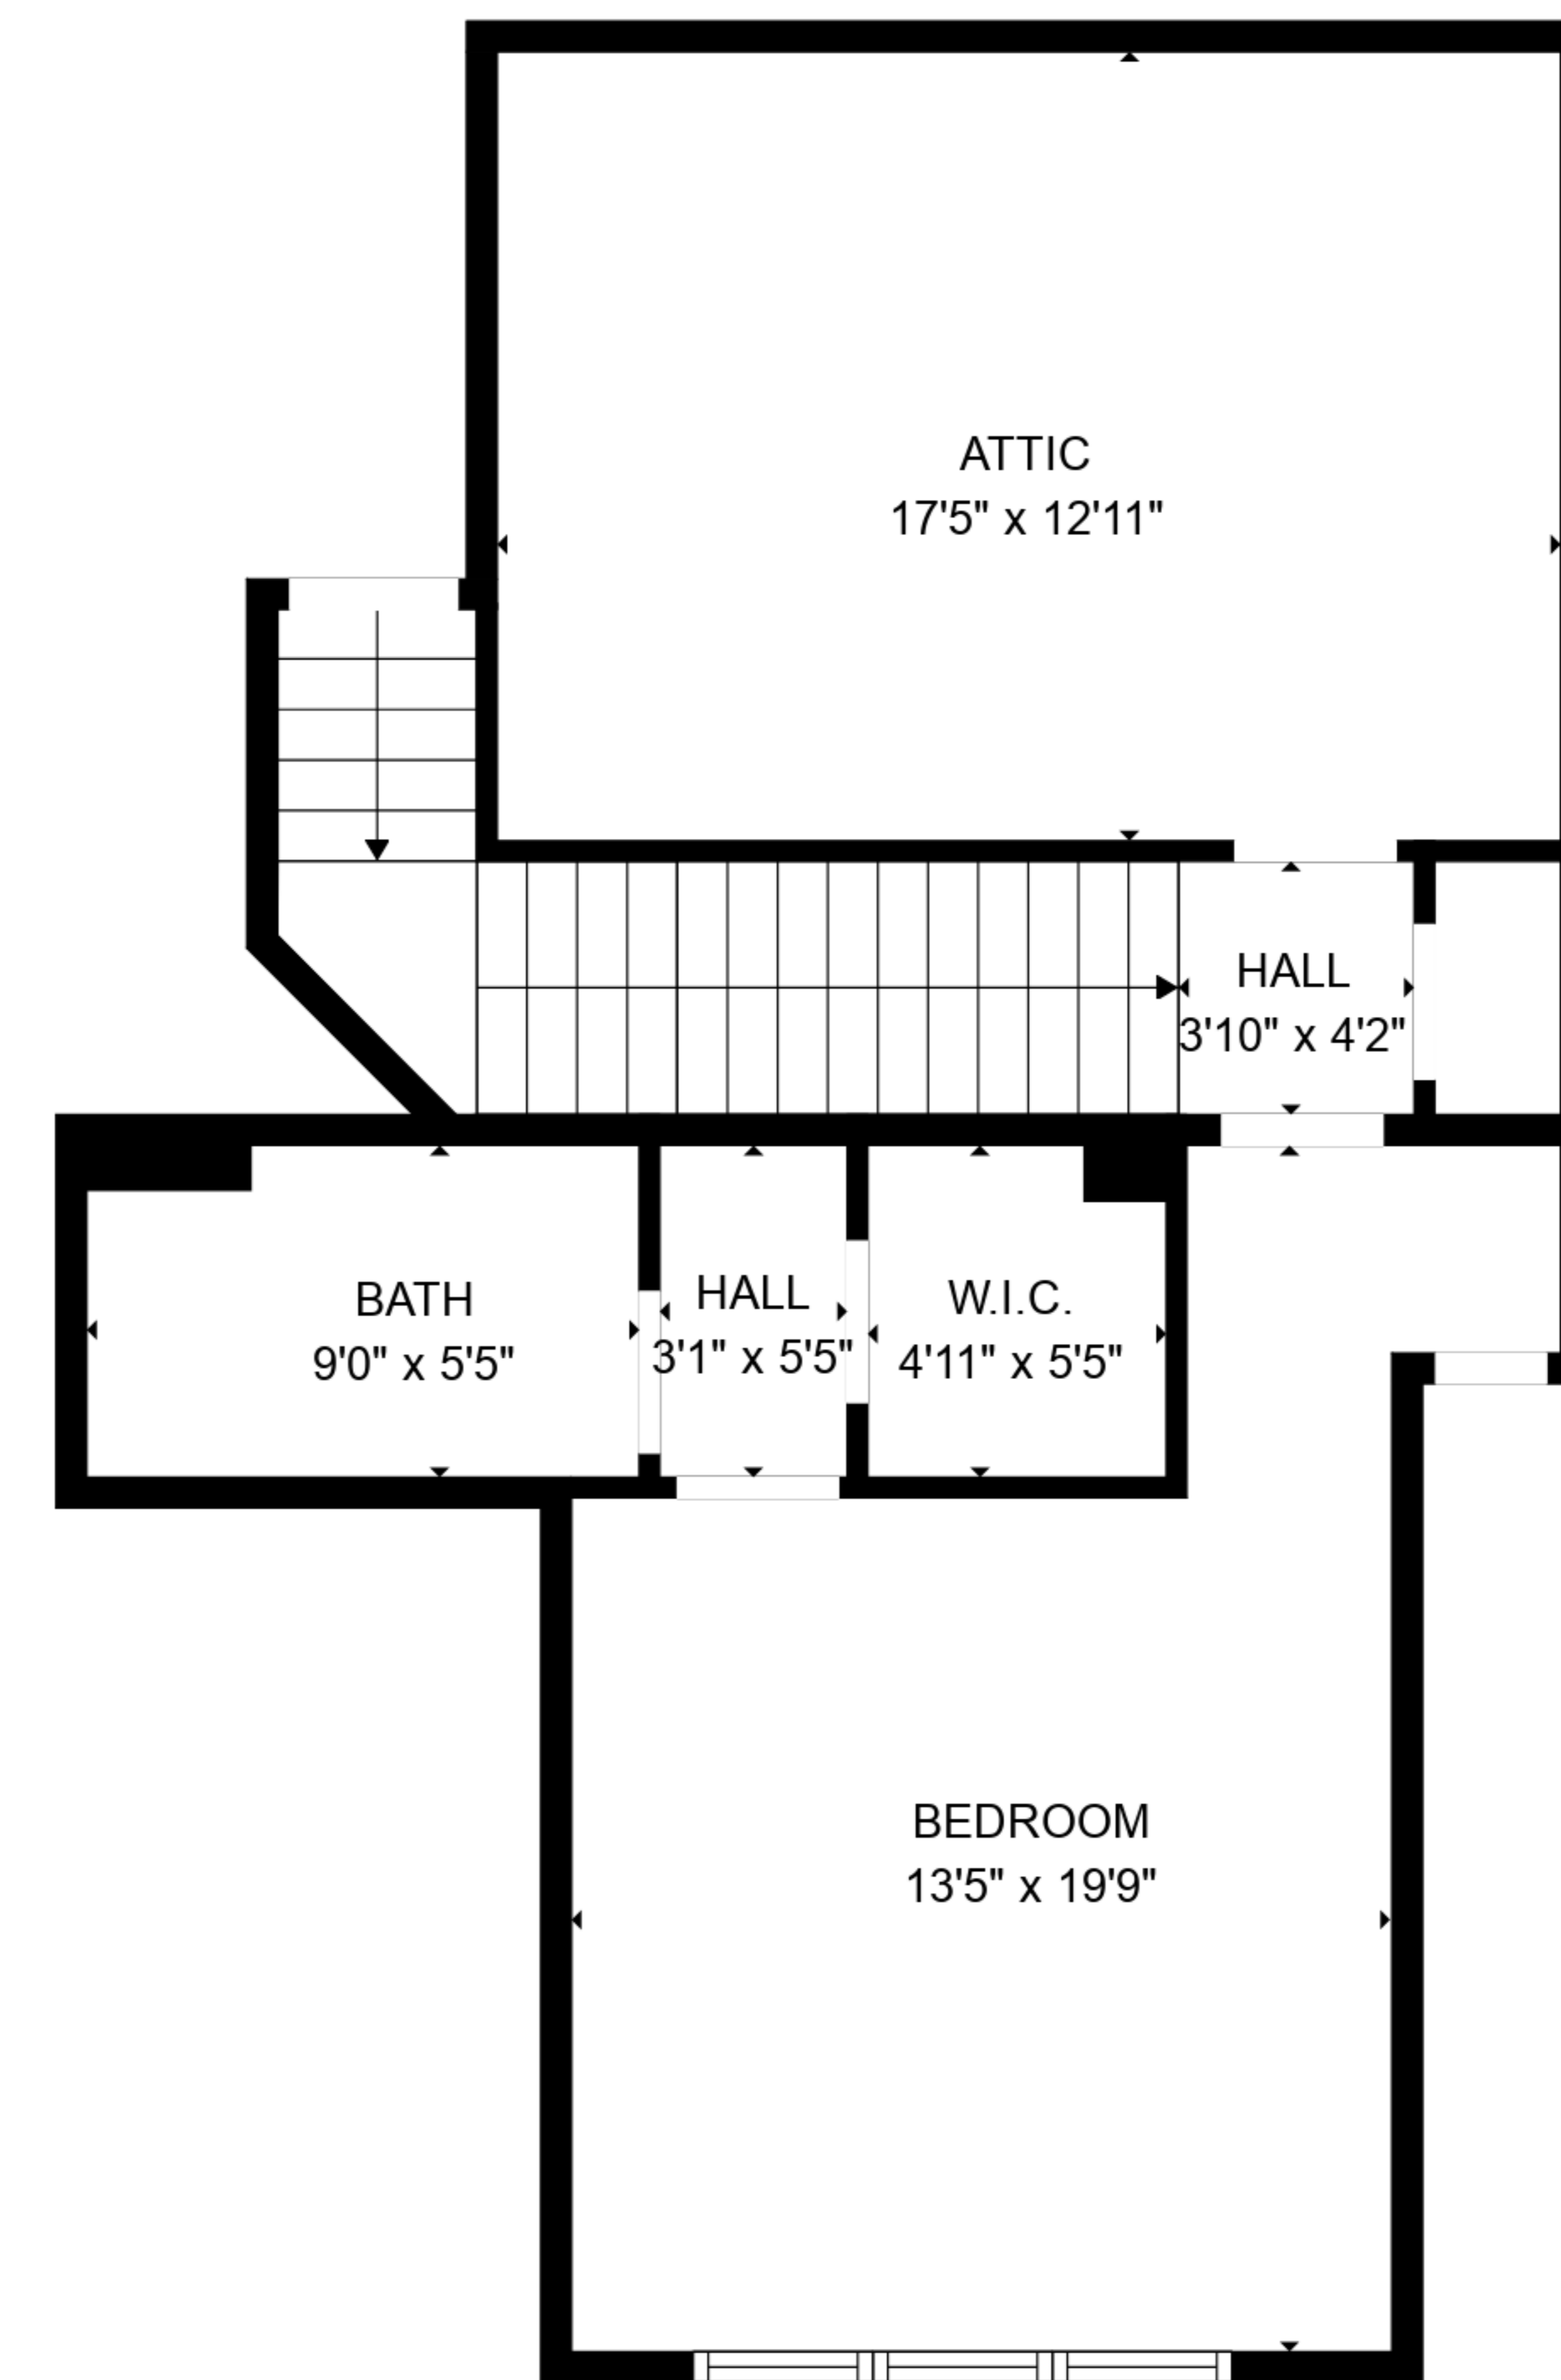 ATTIC
17'5" x 12'11"
HALL
3'10" x 4'2"
BATH
9'0" x 5'5"
HALL
3'1" x 5'5"
W.I.C.
4'11" x 5'5"
BEDROOM
13'5" x 19'9"